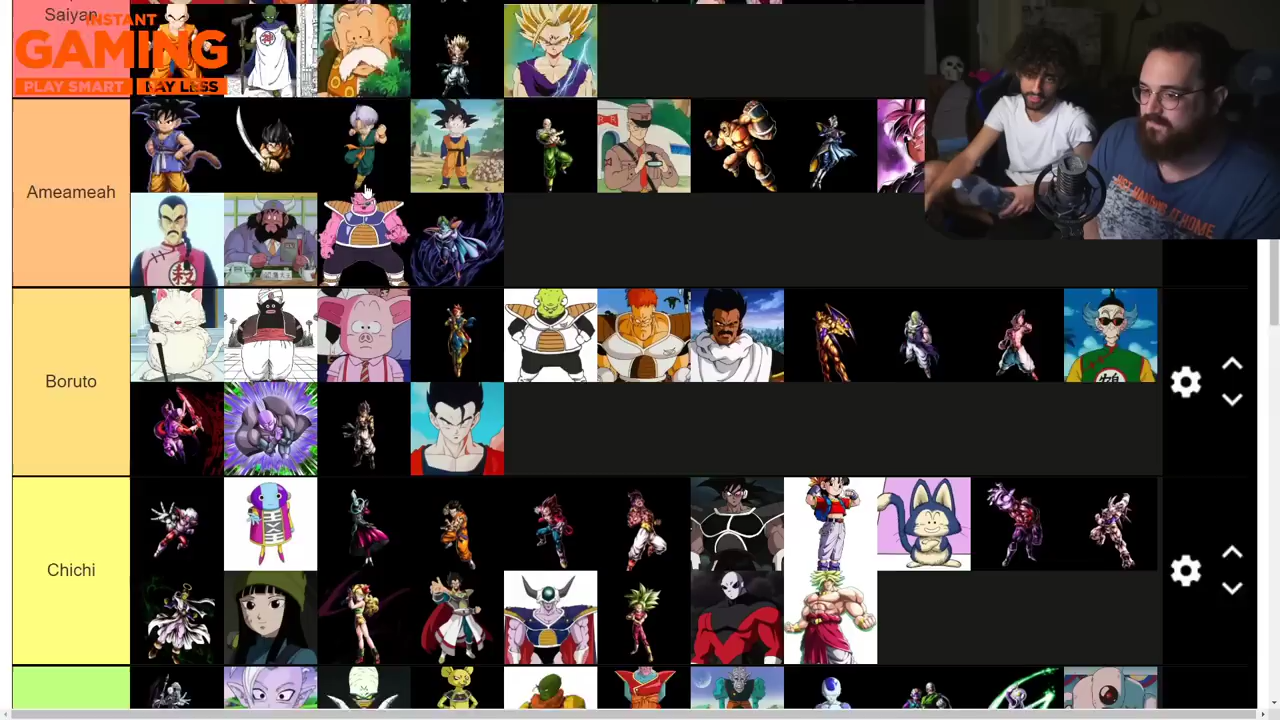 Saiyan
INSTANT
GAMING
PLAY SMART
PAY LESS
Ameameah
Boruto
Chichi